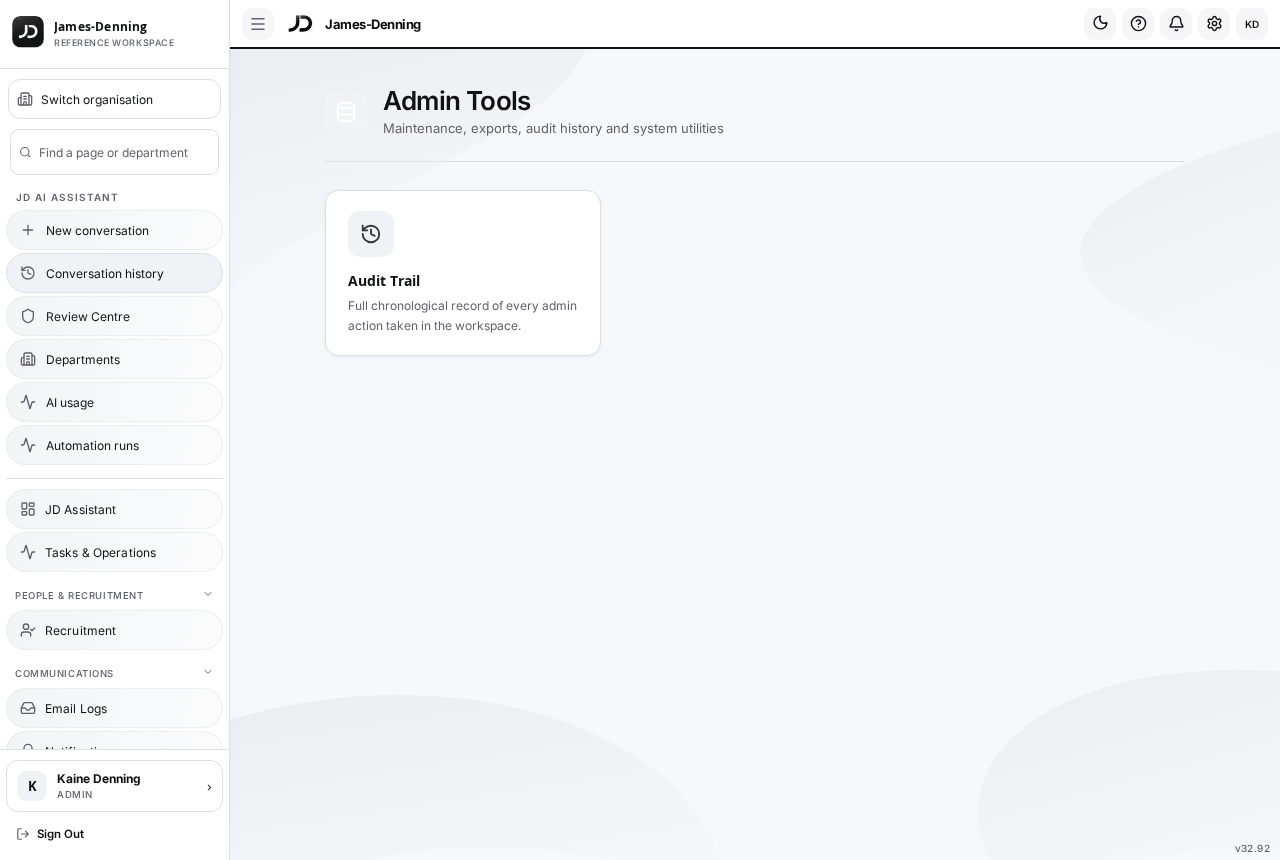 JD
James-Denning
REFERENCE WORKSPACE
Switch organisation
Find a page or department
JD AI ASSISTANT
New conversation
Conversation history
Review Centre
Departments
AI usage
Automation runs
JD Assistant
Tasks & Operations
PEOPLE & RECRUITMENT
Recruitment
COMMUNICATIONS
Email Logs
K
Kaine Denning
ADMIN
Sign Out
JD
James-Denning
KD
Admin Tools
Maintenance, exports, audit history and system utilities
Audit Trail
Full chronological record of every admin
action taken in the workspace.
v32.92